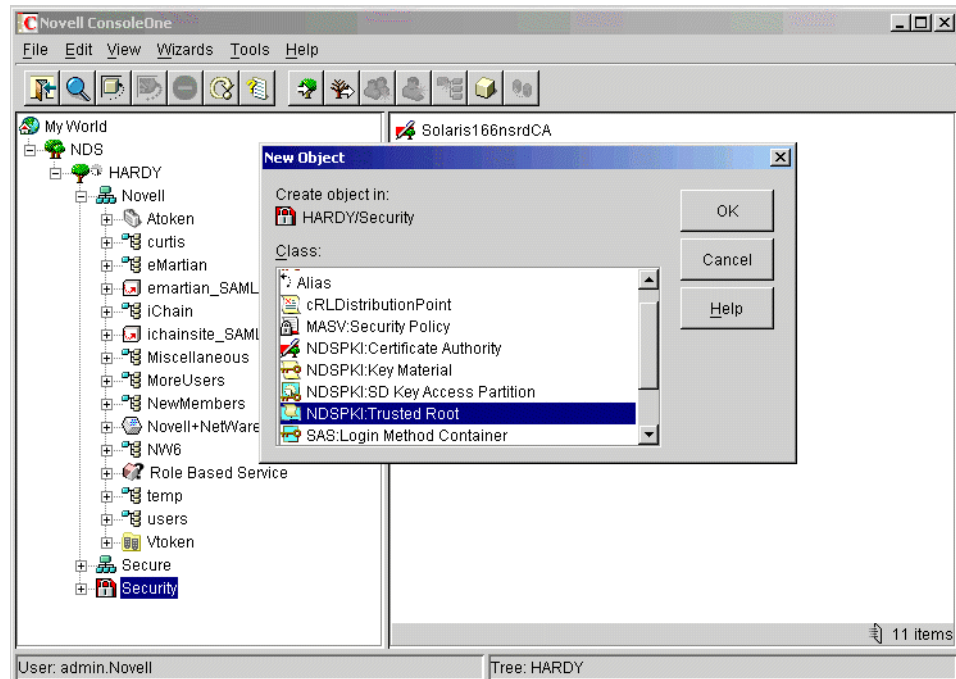 Novell ConsoleOne
File Edit View Wizards Tools Help
My World
NDS
HARDY
Novell
Atoken
curtis
eMartian
emartian_SAML
iChain
ichainsite_SAML
Miscellaneous
MoreUsers
NewMembers
Novell+NetWare
NW6
Role Based Service
temp
users
Vtoken
Secure
Security
Solaris166nsrdCA
New Object
Create object in:
HARDY/Security
Class:
Alias
cRLDistributionPoint
MASV:Security Policy
NDSPKI:Certificate Authority
NDSPKI:Key Material
NDSPKI:SD Key Access Partition
NDSPKI:Trusted Root
SAS:Login Method Container
OK
Cancel
Help
11 items
User: admin.Novell
Tree: HARDY